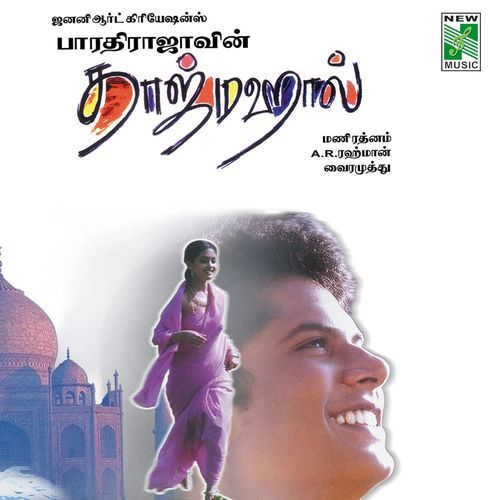 ஜனனி ஆர்ட் கிரியேஷன்ஸ்
பாரதிராஜாவின்
தாஜ்மஹால்
மணிரத்னம்
A.R.ரஹ்மான்
வைரமுத்து
NEW
MUSIC